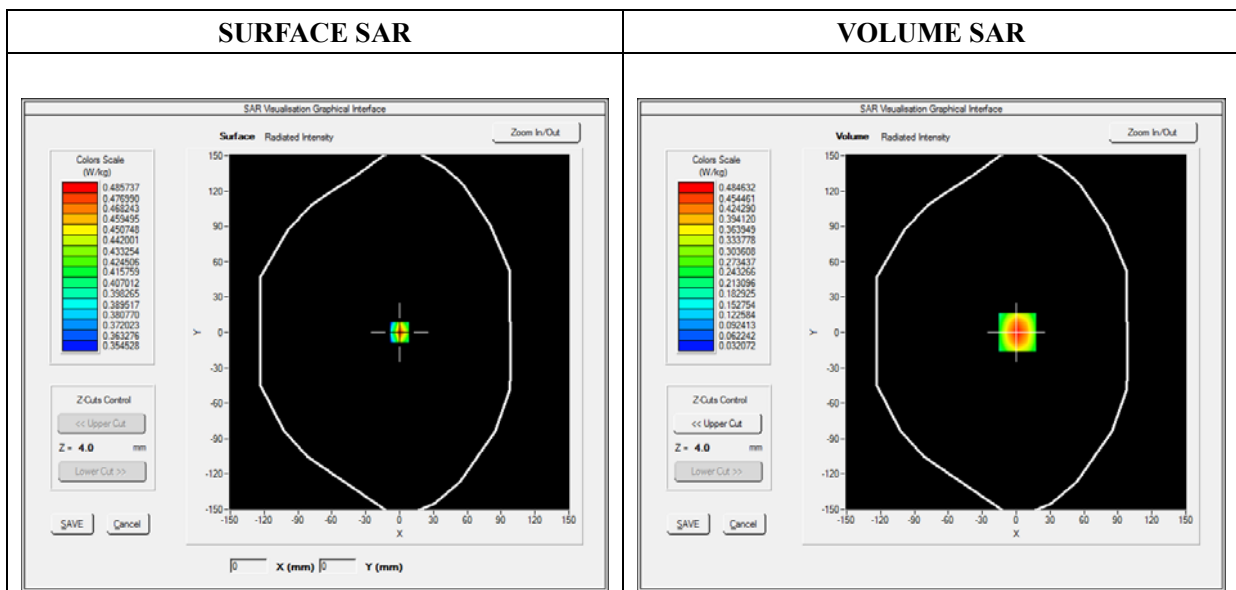 SURFACE SAR
VOLUME SAR
SAR Visualisation Graphical Interface
Surface Radiated Intensity
Zoom In/Out
Colors Scale
(W/kg)
0.485737
0.476990
0.468243
0.459495
0.450748
0.442001
0.433254
0.424506
0.415759
0.407012
0.398265
0.389517
0.380770
0.372023
0.363276
0.354528
Z-Cuts Control
<< Upper Cut
Z = 4.0 mm
Lower Cut >>
SAVE Cancel
150
120
90
60
30
0
-30
-60
-90
-120
-150
Y
-150 -120 -90 -60 -30 0 30 60 90 120 150
X
0 X (mm) 0 Y (mm)
SAR Visualisation Graphical Interface
Volume Radiated Intensity
Zoom In/Out
Colors Scale
(W/kg)
0.484632
0.454461
0.424290
0.394120
0.363949
0.333778
0.303608
0.273437
0.243266
0.213096
0.182925
0.152754
0.122584
0.092413
0.062242
0.032072
Z-Cuts Control
<< Upper Cut
Z = 4.0 mm
Lower Cut >>
SAVE Cancel
150
120
90
60
30
0
-30
-60
-90
-120
-150
Y
-150 -120 -90 -60 -30 0 30 60 90 120 150
X